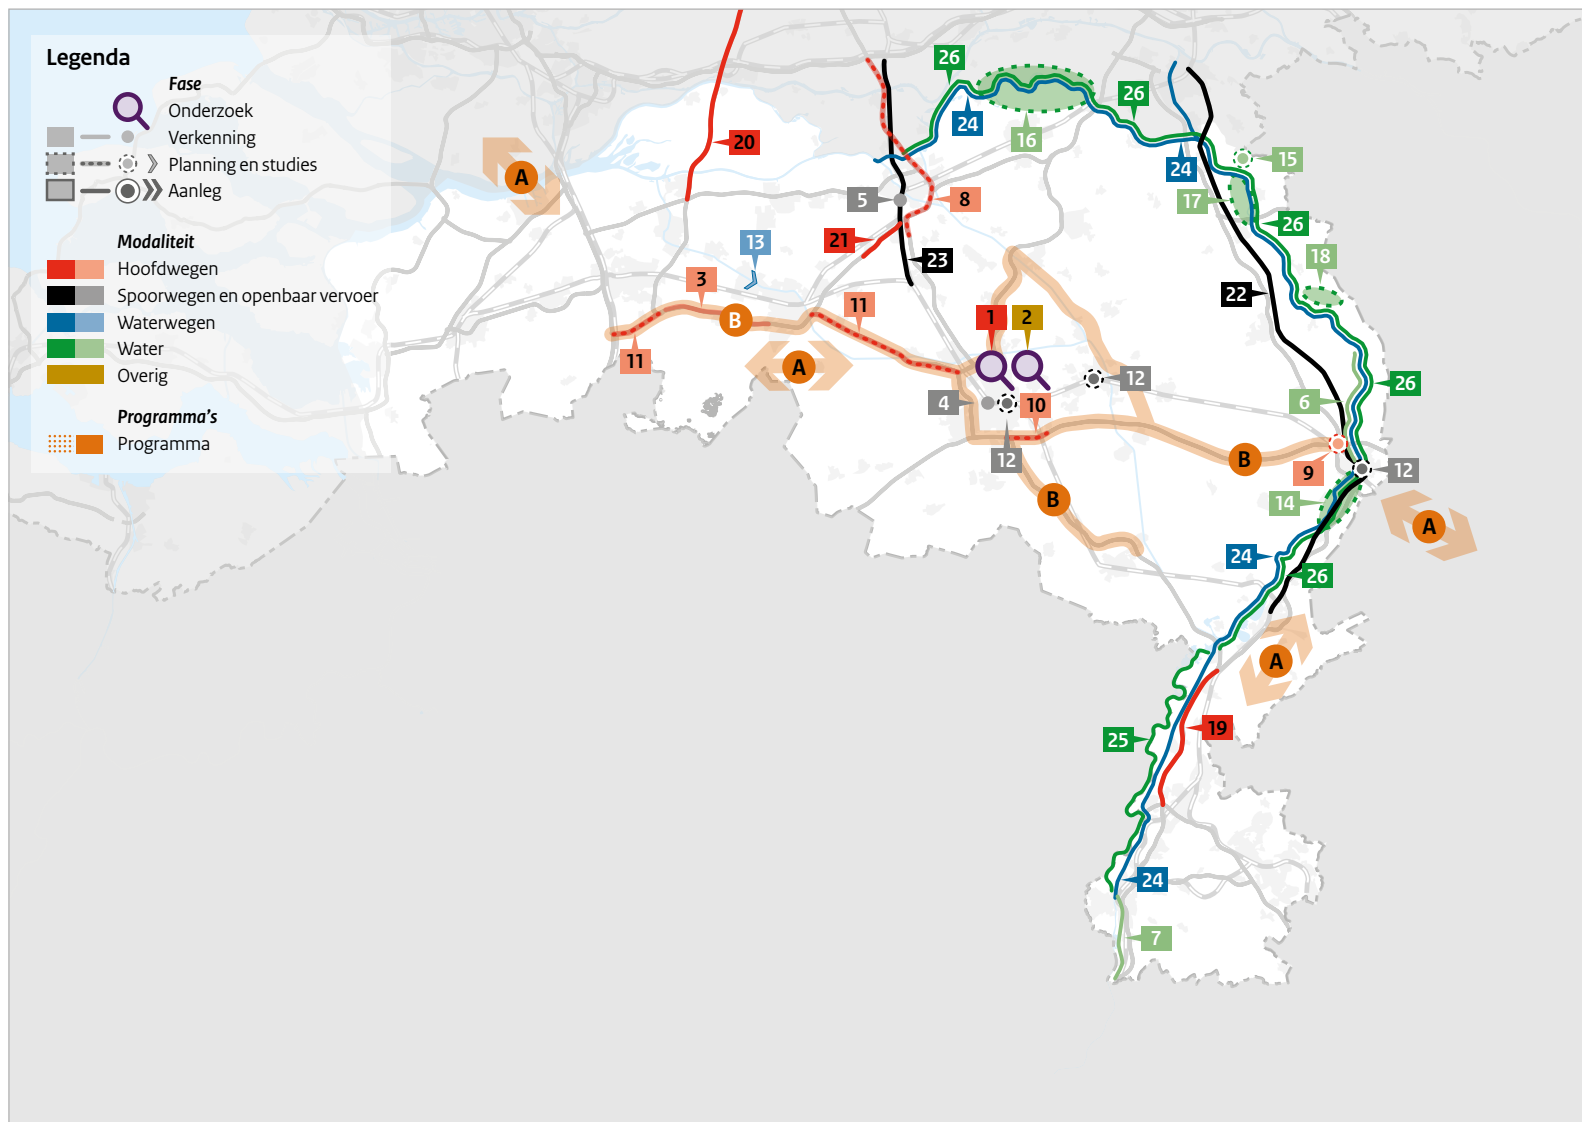 Legenda
Fase
Onderzoek
Verkenning
Planning en studies
Aanleg
Modaliteit
Hoofdwegen
Spoorwegen en openbaar vervoer
Waterwegen
Water
Overig
Programma's
Programma
26
20
24
16
26
24
15
A
5
8
17
26
21
13
23
18
3
22
11
B
1
2
11
A
12
26
4
10
6
12
B
9
12
B
14
A
24
26
A
19
25
24
7